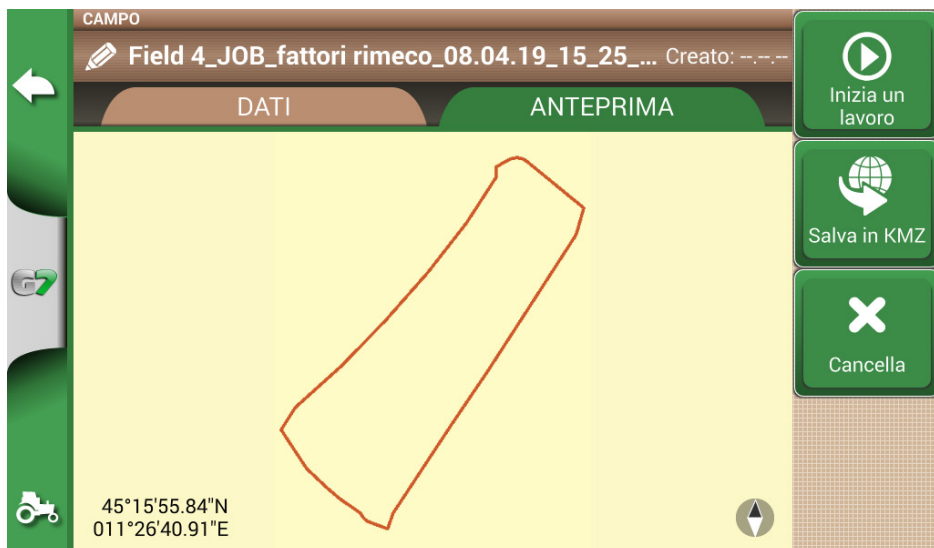 CAMPO
Field 4_JOB_fattori rimeco_08.04.19_15_25_... Creato: --.--.--
DATI
ANTEPRIMA
Inizia un
lavoro
Salva in KMZ
Cancella
G7
45°15'55.84"N
011°26'40.91"E